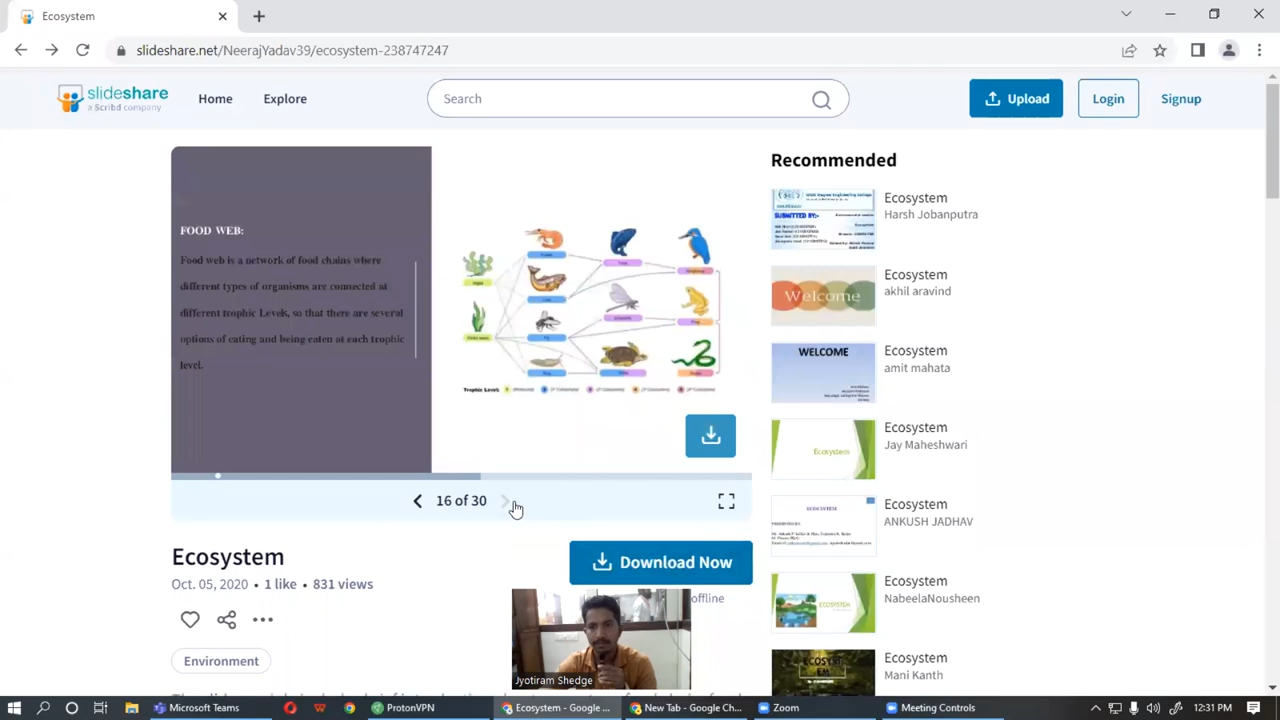 Ecosystem
slideshare.net/NeerajYadav39/ecosystem-238747247
slideshare
a Scribd company
Home
Explore
Search
Upload
Login
Signup
FOOD WEB:
Food web is a network of food chains where
different types of organisms are connected at
different trophic Levels, so that there are several
options of eating and being eaten at each trophic
level.
Trophic Level:
16 of 30
Ecosystem
Download Now
Oct. 05, 2020 • 1 like • 831 views
offline
Environment
Jyotiram Shedge
Recommended
SUBMITTED BY:-
Ecosystem
Harsh Jobanputra
Welcome
Ecosystem
akhil aravind
WELCOME
Ecosystem
amit mahata
Ecosystem
Ecosystem
Jay Maheshwari
ECOSYSTEM
Ecosystem
ANKUSH JADHAV
ECOSYSTEM
Ecosystem
NabeelaNousheen
Ecosystem
Mani Kanth
Microsoft Teams
ProtonVPN
Ecosystem - Google ...
New Tab - Google Ch...
Zoom
Meeting Controls
12:31 PM